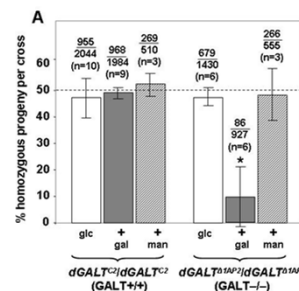 A
% homozygous progeny per cross
60
50
40
30
20
10
0
955
2044
(n=10)
968
1984
(n=9)
269
510
(n=3)
679
1430
(n=6)
86
927
(n=6)
*
266
555
(n=3)
glc
+
gal
+
man
glc
+
gal
+
man
dGALTC2/dGALTC2
(GALT+/+)
dGALTΔ1AP2/dGALTΔ1AP
(GALT−/−)